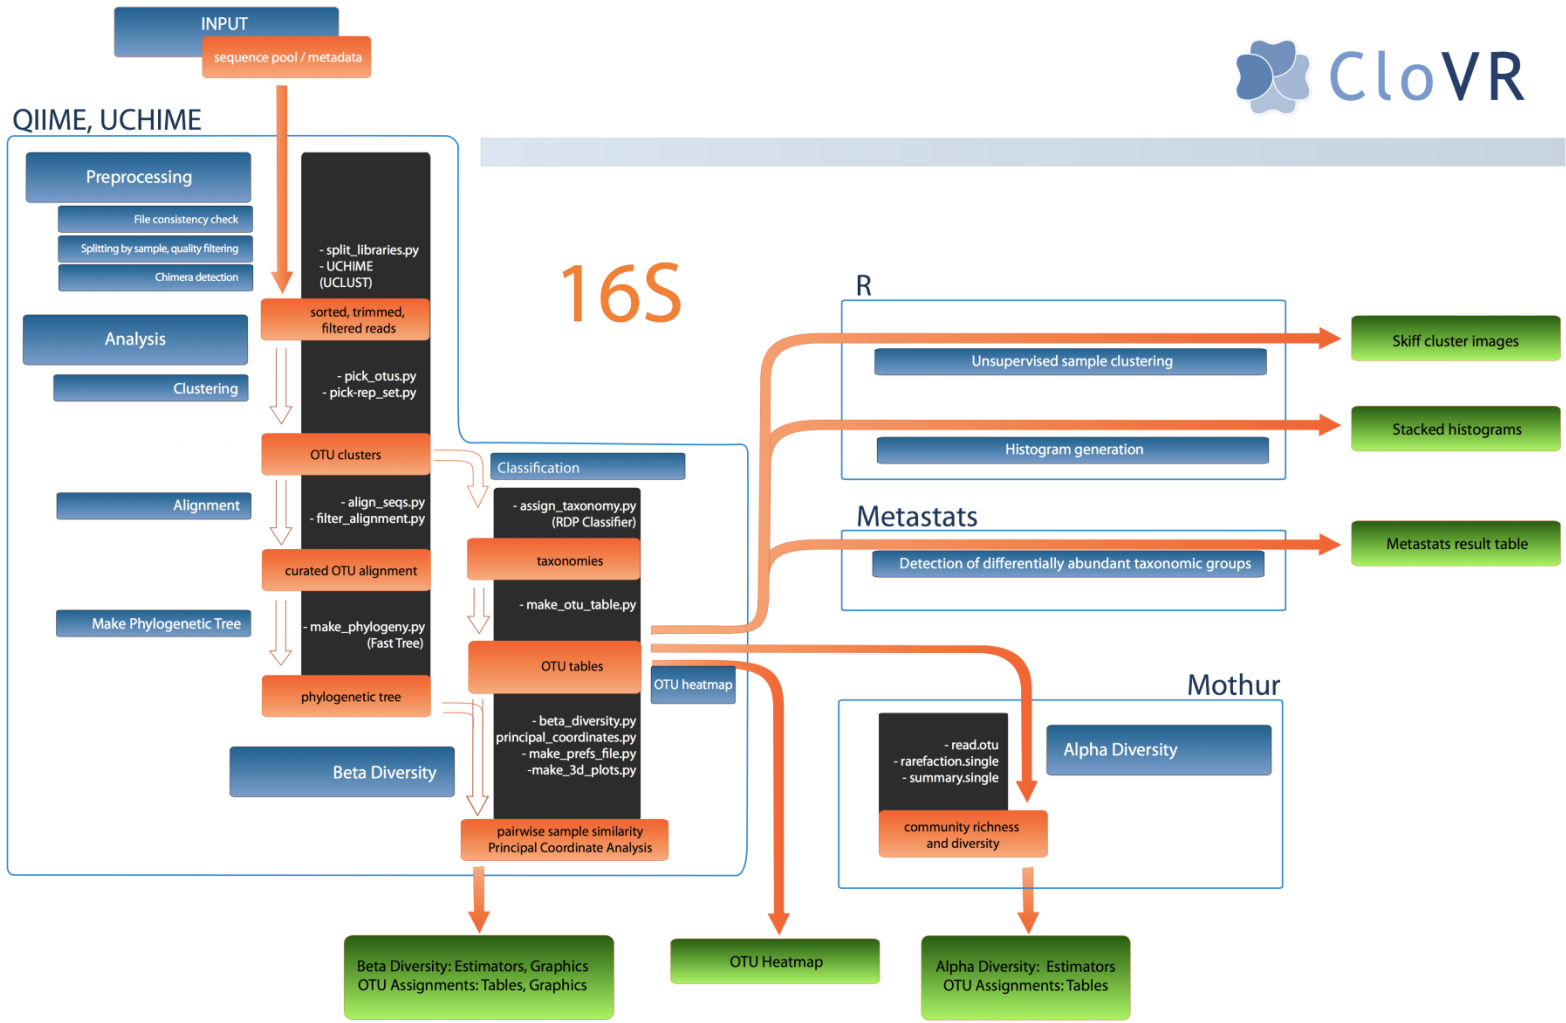 INPUT
sequence pool / metadata
CloVR
QIIME, UCHIME
Preprocessing
File consistency check
Splitting by sample, quality filtering
Chimera detection
- split_libraries.py
- UCHIME
(UCLUST)
sorted, trimmed,
filtered reads
Analysis
Clustering
- pick_otus.py
- pick-rep_set.py
OTU clusters
Alignment
- align_seqs.py
- filter_alignment.py
curated OTU alignment
Make Phylogenetic Tree
- make_phylogeny.py
(Fast Tree)
phylogenetic tree
Classification
- assign_taxonomy.py
(RDP Classifier)
taxonomies
- make_otu_table.py
OTU tables
OTU heatmap
Beta Diversity
- beta_diversity.py
principal_coordinates.py
- make_prefs_file.py
-make_3d_plots.py
pairwise sample similarity
Principal Coordinate Analysis
16S
R
Unsupervised sample clustering
Histogram generation
Metastats
Detection of differentially abundant taxonomic groups
Skiff cluster images
Stacked histograms
Metastats result table
Mothur
- read.otu
- rarefaction.single
- summary.single
Alpha Diversity
community richness
and diversity
Beta Diversity: Estimators, Graphics
OTU Assignments: Tables, Graphics
OTU Heatmap
Alpha Diversity: Estimators
OTU Assignments: Tables